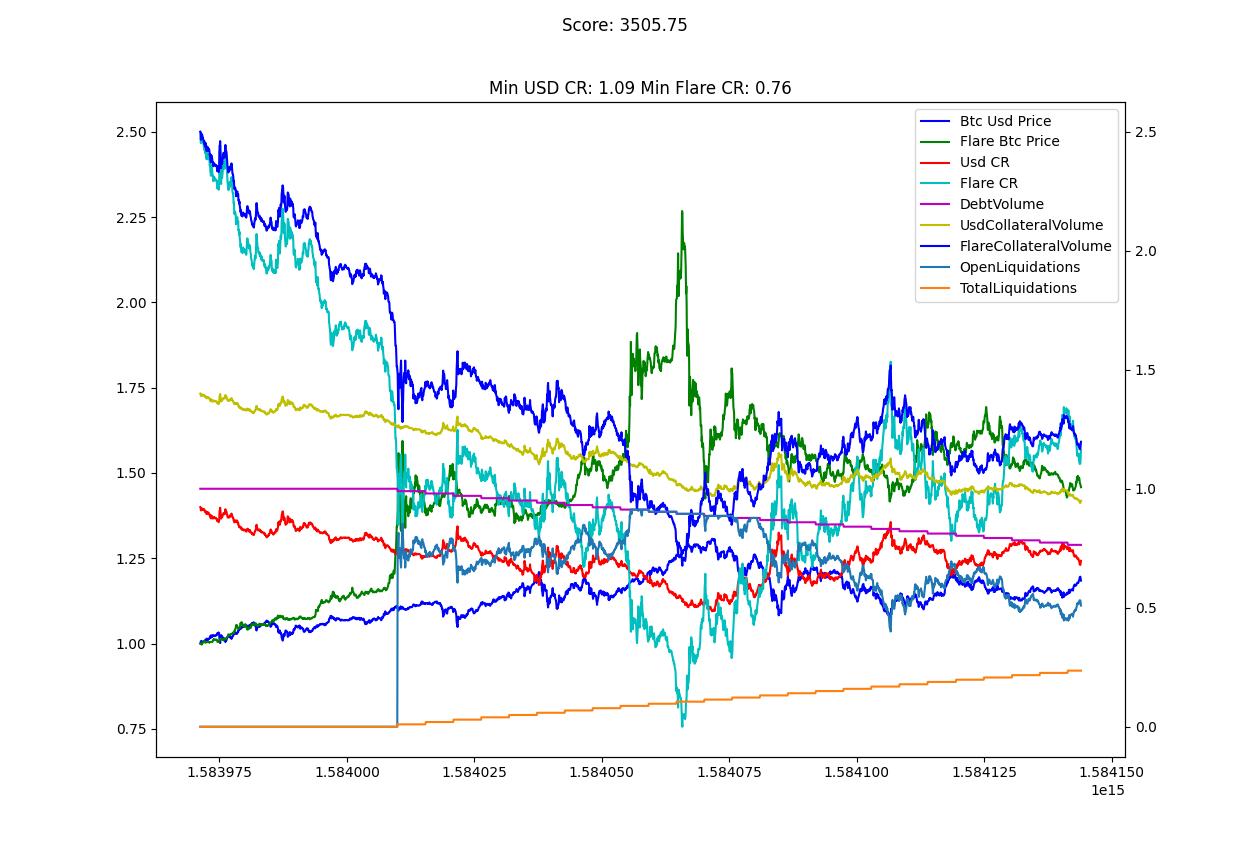 Score: 3505.75
Min USD CR: 1.09 Min Flare CR: 0.76
2.50
2.25
2.00
1.75
1.50
1.25
1.00
0.75
2.5
2.0
1.5
1.0
0.5
0.0
Btc Usd Price
Flare Btc Price
Usd CR
Flare CR
DebtVolume
UsdCollateralVolume
FlareCollateralVolume
OpenLiquidations
TotalLiquidations
1.583975 1.584000 1.584025 1.584050 1.584075 1.584100 1.584125 1.584150
1e15